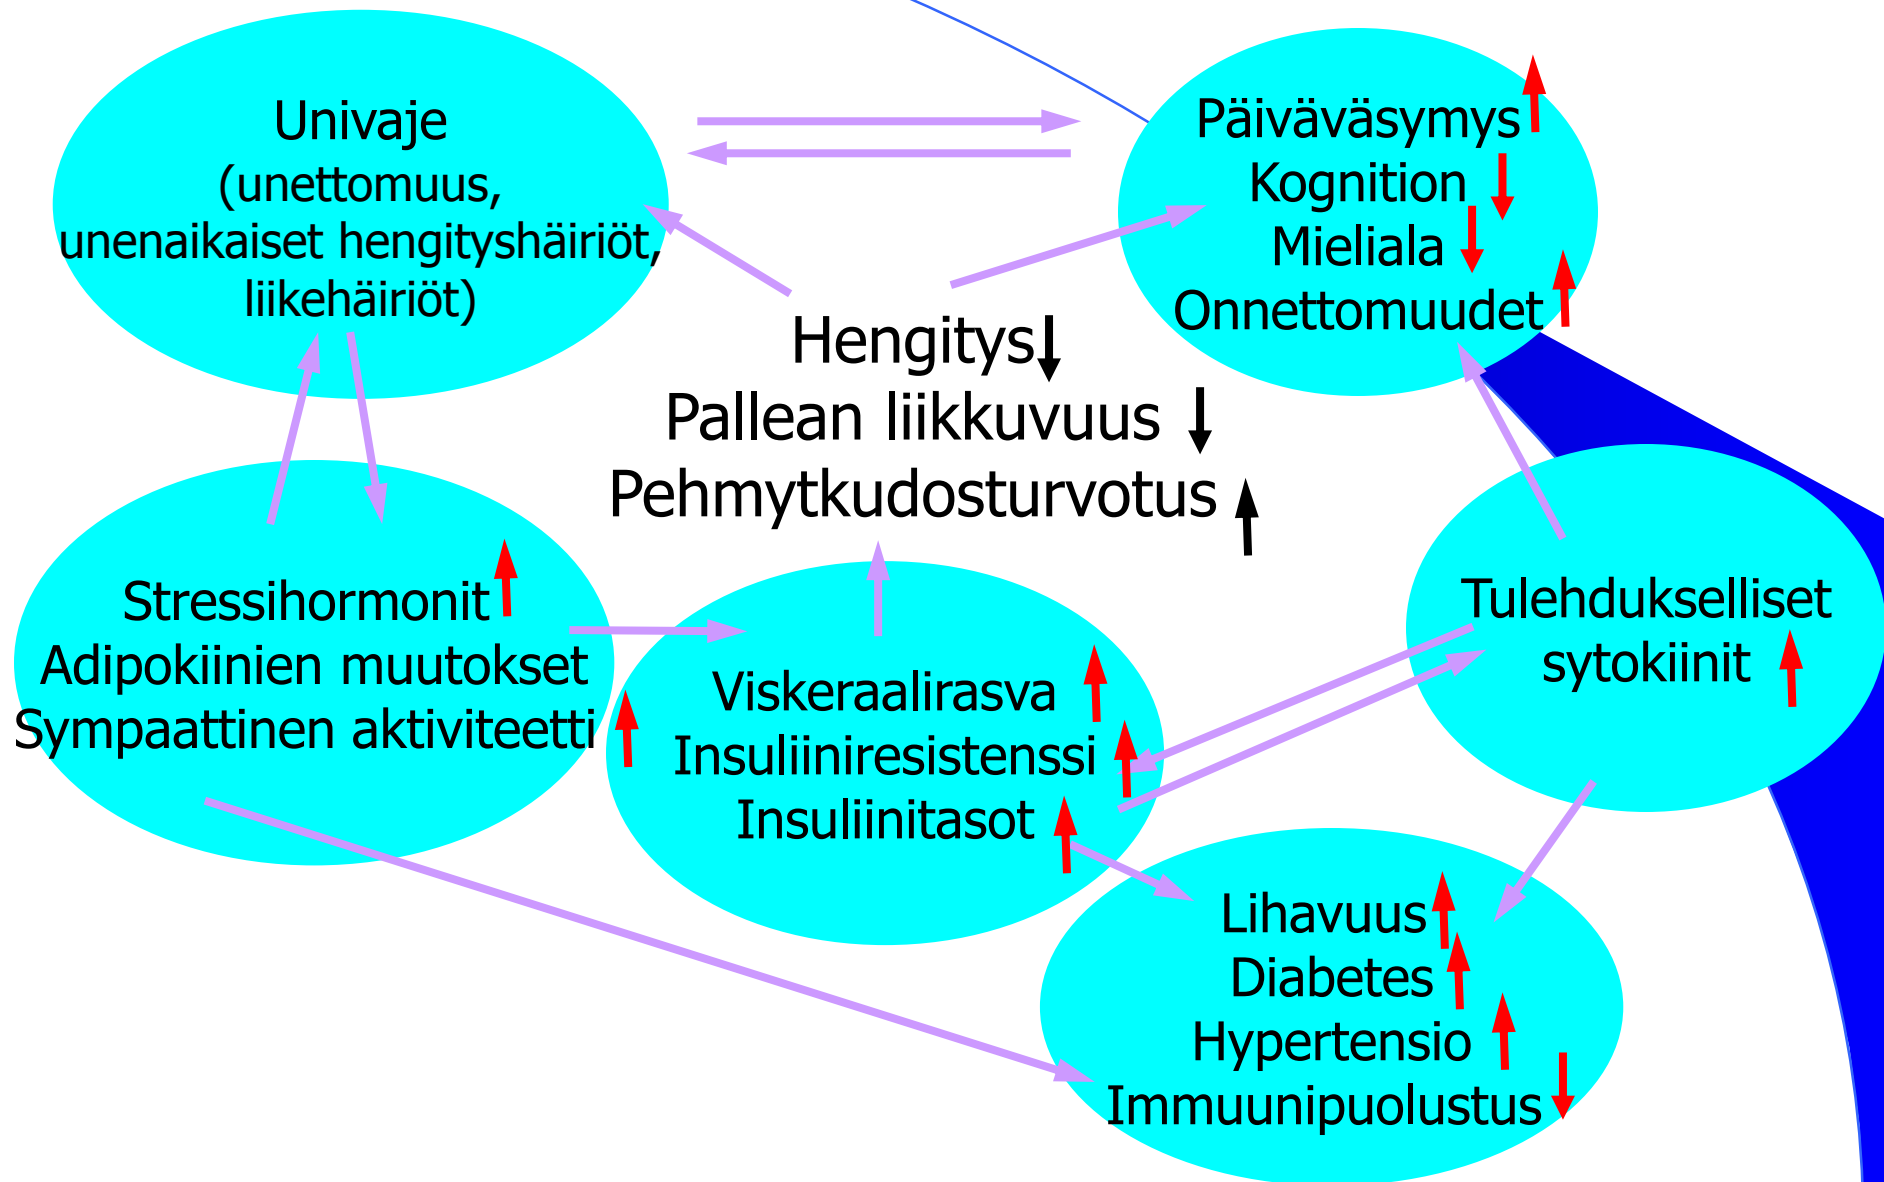 Univaje
(unettomuus,
unenaikaiset hengityshäiriöt,
liikehäiriöt)
Päiväväsymys
Kognition
Mieliala
Onnettomuudet
Hengitys
Pallean liikkuvuus
Pehmytkudosturvotus
Stressihormonit
Adipokiinien muutokset
Sympaattinen aktiviteetti
Viskeraalirasva
Insuliiniresistenssi
Insuliinitasot
Tulehdukselliset
sytokiinit
Lihavuus
Diabetes
Hypertensio
Immuunipuolustus